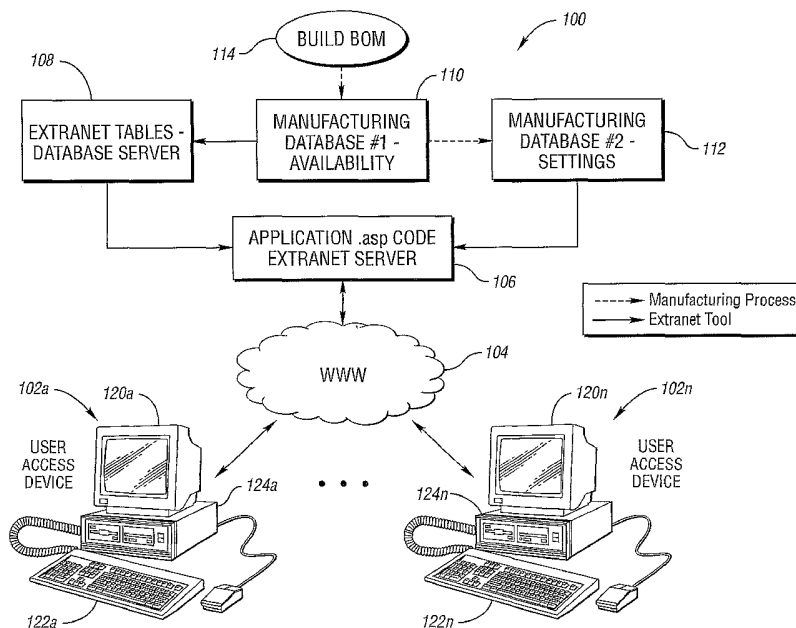 BUILD BOM
114
100
108
110
EXTRANET TABLES -
DATABASE SERVER
MANUFACTURING
DATABASE #1 -
AVAILABILITY
MANUFACTURING
DATABASE #2 -
SETTINGS
112
APPLICATION .asp CODE
EXTRANET SERVER
106
Manufacturing Process
Extranet Tool
WWW
104
102a
120a
USER
ACCESS
DEVICE
124a
122a
120n
102n
USER
ACCESS
DEVICE
124n
122n